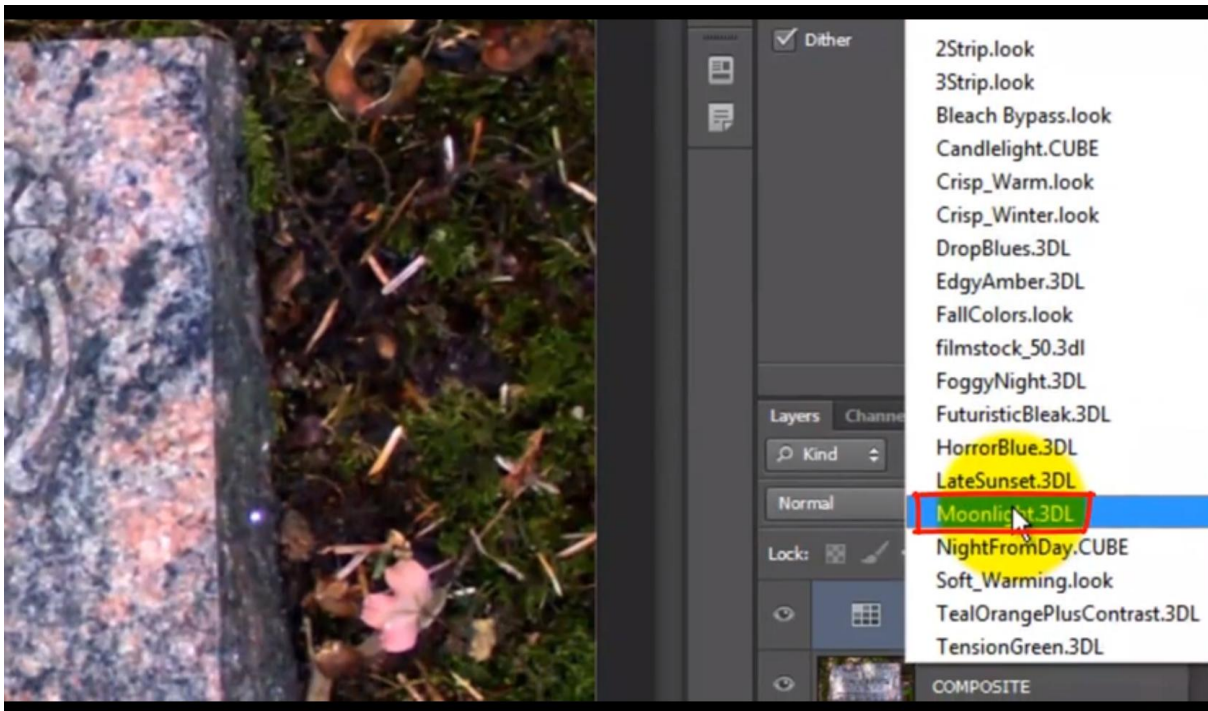 Dither
2Strip.look
3Strip.look
Bleach Bypass.look
Candlelight.CUBE
Crisp_Warm.look
Crisp_Winter.look
DropBlues.3DL
EdgyAmber.3DL
FallColors.look
filmstock_50.3dl
FoggyNight.3DL
FuturisticBleak.3DL
HorrorBlue.3DL
LateSunset.3DL
Moonlight.3DL
NightFromDay.CUBE
Soft_Warming.look
TealOrangePlusContrast.3DL
TensionGreen.3DL
Layers Channe
Kind
Normal
Lock:
COMPOSITE